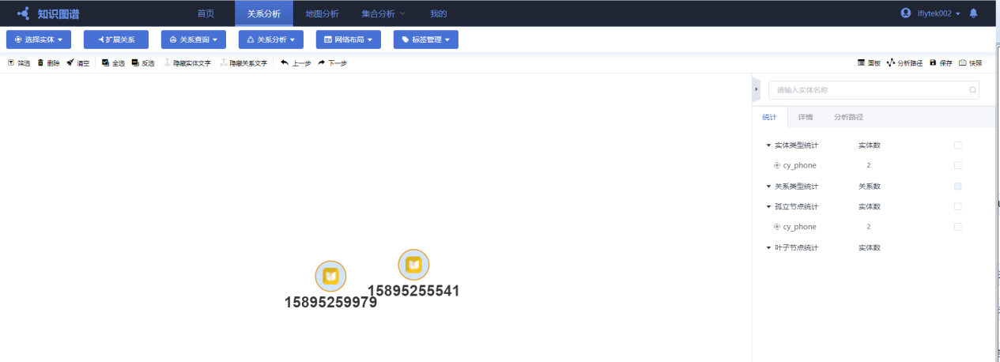 知识图谱 首页 关系分析 地图分析 集合分析 我的 iflytek002
选择实体 扩展关系 关系查询 关系分析 网络布局 标签管理
筛选 删除 清空 全选 反选 隐藏实体文字 隐藏关系文字 上一步 下一步 面板 分析路径 保存 快照
请输入实体名称
统计 详情 分析路径
实体类型统计 实体数
cy_phone 2
关系类型统计 关系数
孤立节点统计 实体数
cy_phone 2
叶子节点统计 实体数
15895255541
15895259979